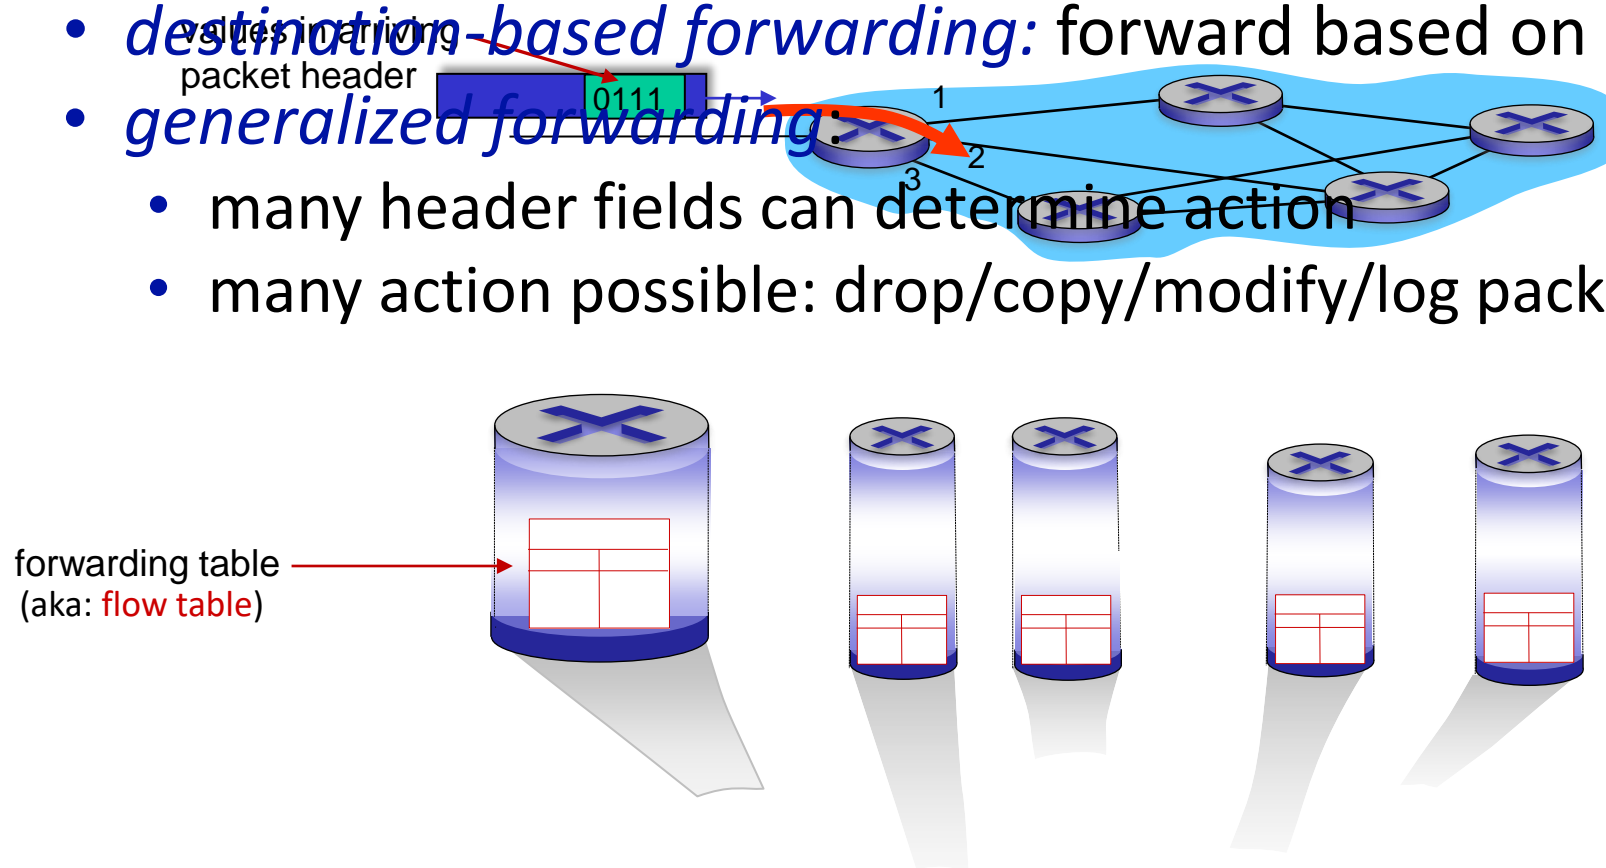 • destination-based forwarding: forward based on
values in arriving
packet header
0111
• generalized forwarding:
1
2
3
• many header fields can determine action
• many action possible: drop/copy/modify/log pack
forwarding table
(aka: flow table)